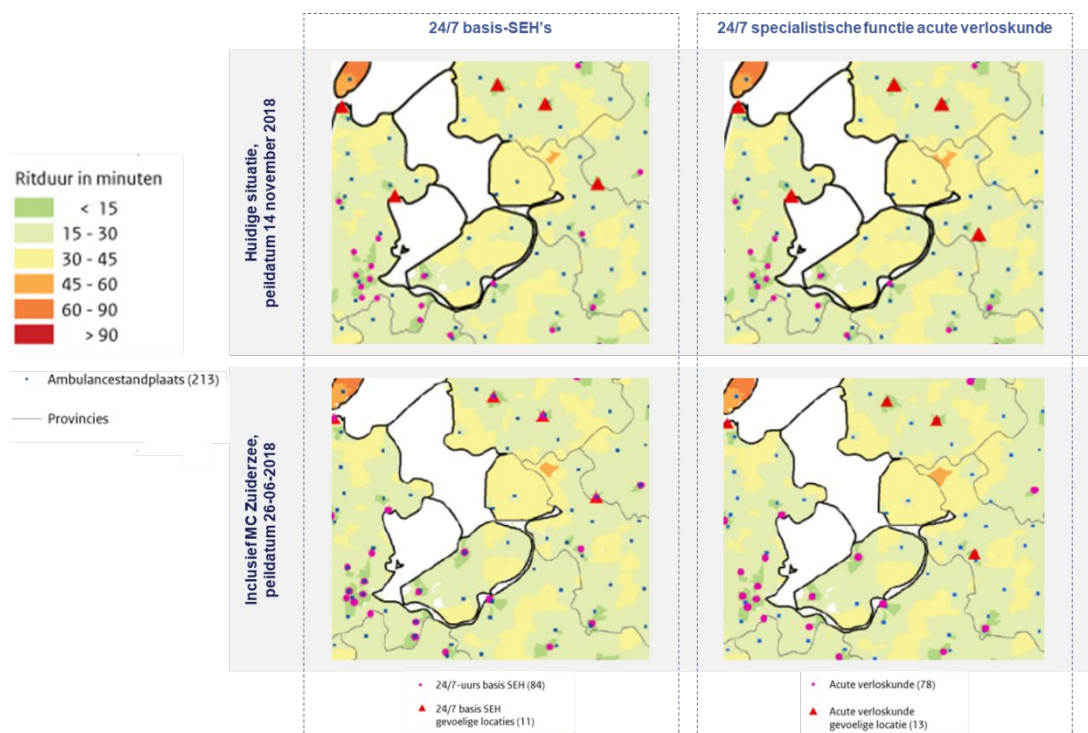 24/7 basis-SEH's
24/7 specialistische functie acute verloskunde
Huidige situatie,
peildatum 14 november 2018
Ritduur in minuten
< 15
15 - 30
30 - 45
45 - 60
60 - 90
> 90
Ambulancestandplaats (213)
Provincies
Inclusief MC Zuiderzee,
peildatum 26-06-2018
24/7-uurs basis SEH (84)
24/7 basis SEH
gevoelige locaties (11)
Acute verloskunde (78)
Acute verloskunde
gevoelige locatie (13)